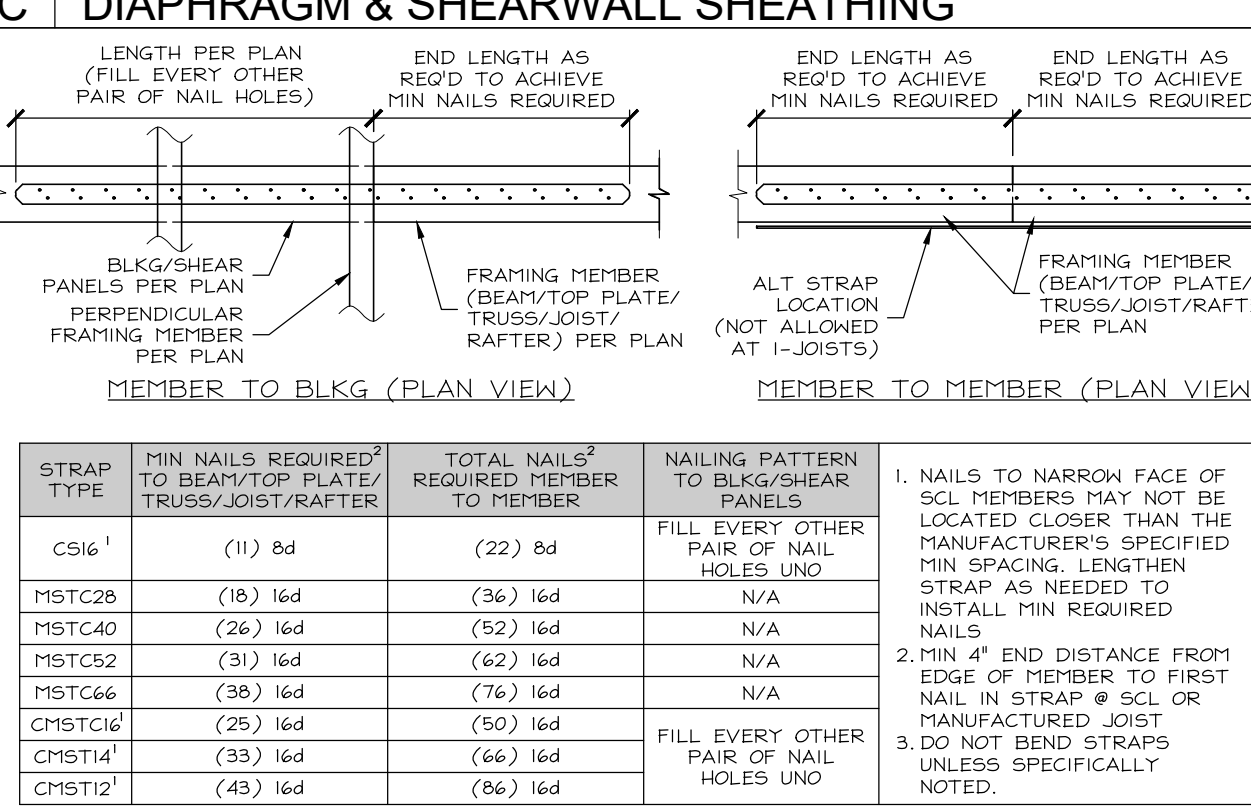 C DIAPHRAGM & SHEARWALL SHEATHING
LENGTH PER PLAN
(FILL EVERY OTHER
PAIR OF NAIL HOLES)
END LENGTH AS
REQ'D TO ACHIEVE
MIN NAILS REQUIRED
END LENGTH AS
REQ'D TO ACHIEVE
MIN NAILS REQUIRED
END LENGTH AS
REQ'D TO ACHIEVE
MIN NAILS REQUIRED
BLKG/SHEAR
PANELS PER PLAN
PERPENDICULAR
FRAMING MEMBER
PER PLAN
FRAMING MEMBER
(BEAM/TOP PLATE/
TRUSS/JOIST/
RAFTER) PER PLAN
ALT STRAP
LOCATION
(NOT ALLOWED
AT I-JOISTS)
FRAMING MEMBER
(BEAM/TOP PLATE/
TRUSS/JOIST/RAFT
PER PLAN
MEMBER TO BLKG (PLAN VIEW)
MEMBER TO MEMBER (PLAN VIEW
STRAP
TYPE
MIN NAILS REQUIRED²
TO BEAM/TOP PLATE/
TRUSS/JOIST/RAFTER
TOTAL NAILS²
REQUIRED MEMBER
TO MEMBER
NAILING PATTERN
TO BLKG/SHEAR
PANELS
CS16¹ (11) 8d (22) 8d
FILL EVERY OTHER
PAIR OF NAIL
HOLES UNO
MSTC28 (18) 16d (36) 16d N/A
MSTC40 (26) 16d (52) 16d N/A
MSTC52 (31) 16d (62) 16d N/A
MSTC66 (38) 16d (76) 16d N/A
CMSTC16¹ (25) 16d (50) 16d
CMST14¹ (33) 16d (66) 16d
CMST12¹ (43) 16d (86) 16d
FILL EVERY OTHER
PAIR OF NAIL
HOLES UNO
1. NAILS TO NARROW FACE OF
SCL MEMBERS MAY NOT BE
LOCATED CLOSER THAN THE
MANUFACTURER'S SPECIFIED
MIN SPACING. LENGTHEN
STRAP AS NEEDED TO
INSTALL MIN REQUIRED
NAILS
2. MIN 4" END DISTANCE FROM
EDGE OF MEMBER TO FIRST
NAIL IN STRAP @ SCL OR
MANUFACTURED JOIST
3. DO NOT BEND STRAPS
UNLESS SPECIFICALLY
NOTED.